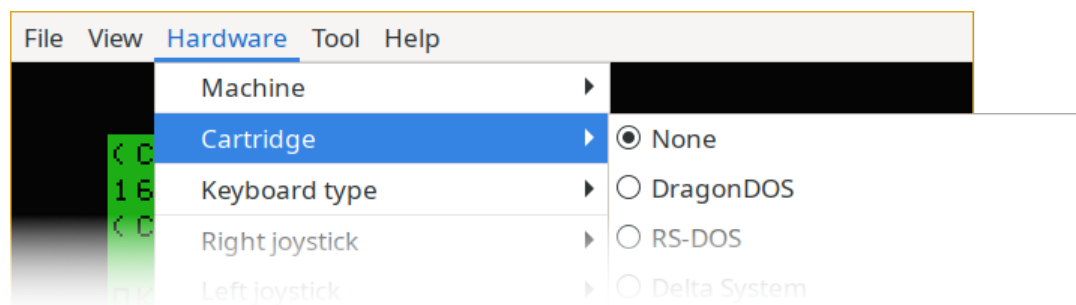 File View Hardware Tool Help
Machine
Cartridge
Keyboard type
Right joystick
Left joystick
None
DragonDOS
RS-DOS
Delta System
(C
16
(C